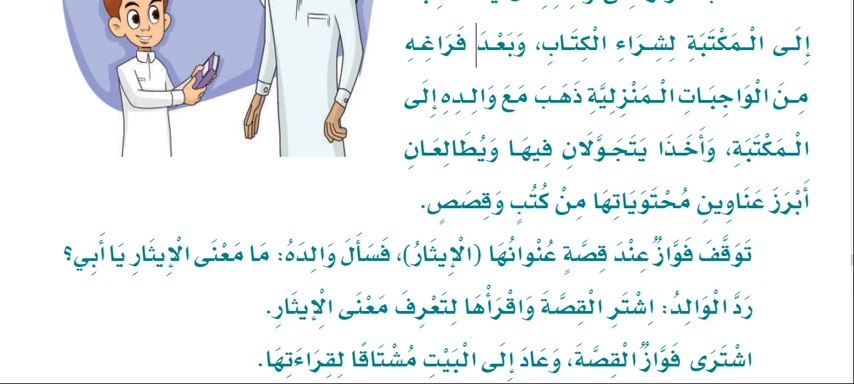 إِلَى الْمَكْتَبَةِ لِشِرَاءِ الْكِتَابِ، وَبَعْدَ فَرَاغِهِ
مِنَ الْوَاجِبَاتِ الْمَنْزِلِيَّةِ ذَهَبَ مَعَ وَالِدِهِ إِلَى
الْمَكْتَبَةِ، وَأَخَذَا يَتَجَوَّلَانِ فِيهَا وَيُطَالِعَانِ
أَبْرَزَ عَنَاوِينِ مُحْتَوَيَاتِهَا مِنْ كُتُبٍ وَقِصَصٍ.
تَوَقَّفَ فَوَّازٌ عِنْدَ قِصَّةٍ عُنْوَانُهَا (الْإِيثَارُ)، فَسَأَلَ وَالِدَهُ: مَا مَعْنَى الْإِيثَارِ يَا أَبِي؟
رَدَّ الْوَالِدُ: اِشْتَرِ الْقِصَّةَ وَاقْرَأْهَا لِتَعْرِفَ مَعْنَى الْإِيثَارِ.
اشْتَرَى فَوَّازٌ الْقِصَّةَ، وَعَادَ إِلَى الْبَيْتِ مُشْتَاقًا لِقِرَاءَتِهَا.